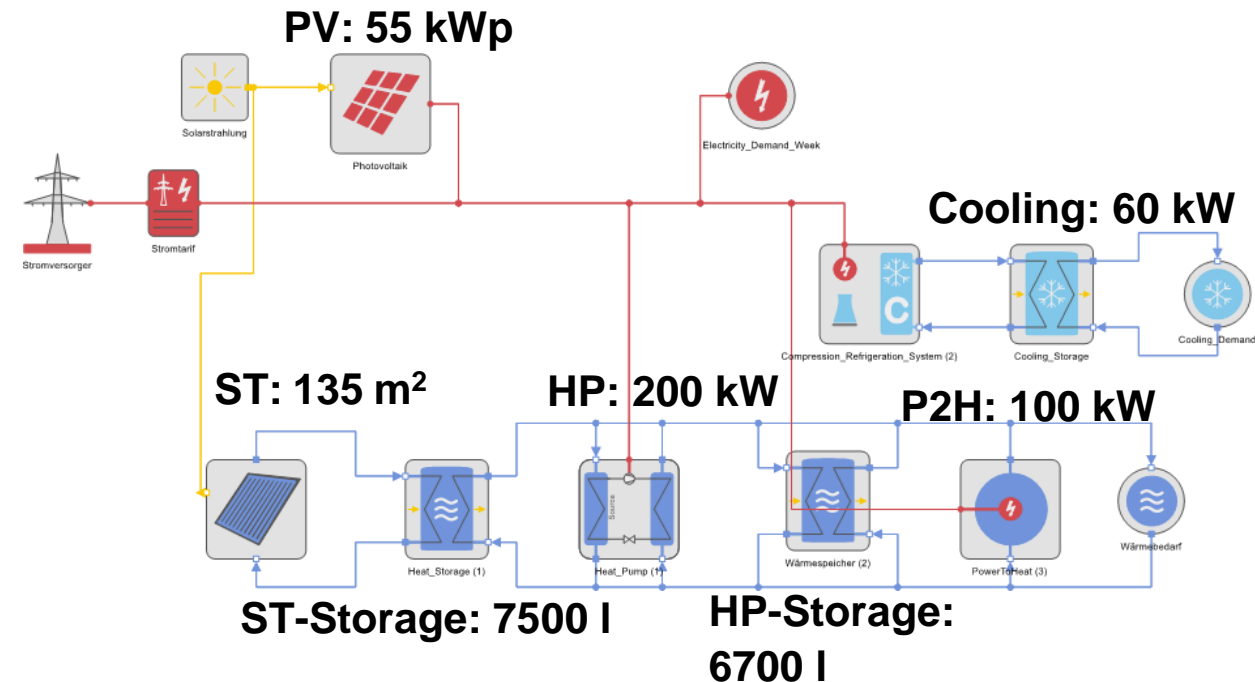 PV: 55 kWp
Solarstrahlung
Photovoltaik
Electricity_Demand_Week
Stromversorger
Stromtarif
Cooling: 60 kW
C
Compression_Refrigeration_System (2)
Cooling_Storage
Cooling_Demand
ST: 135 m²
HP: 200 kW
P2H: 100 kW
Source
Heat_Storage (1)
Heat_Pump (1)
Wärmespeicher (2)
PowerToHeat (3)
Wärmebedarf
ST-Storage: 7500 l
HP-Storage:
6700 l